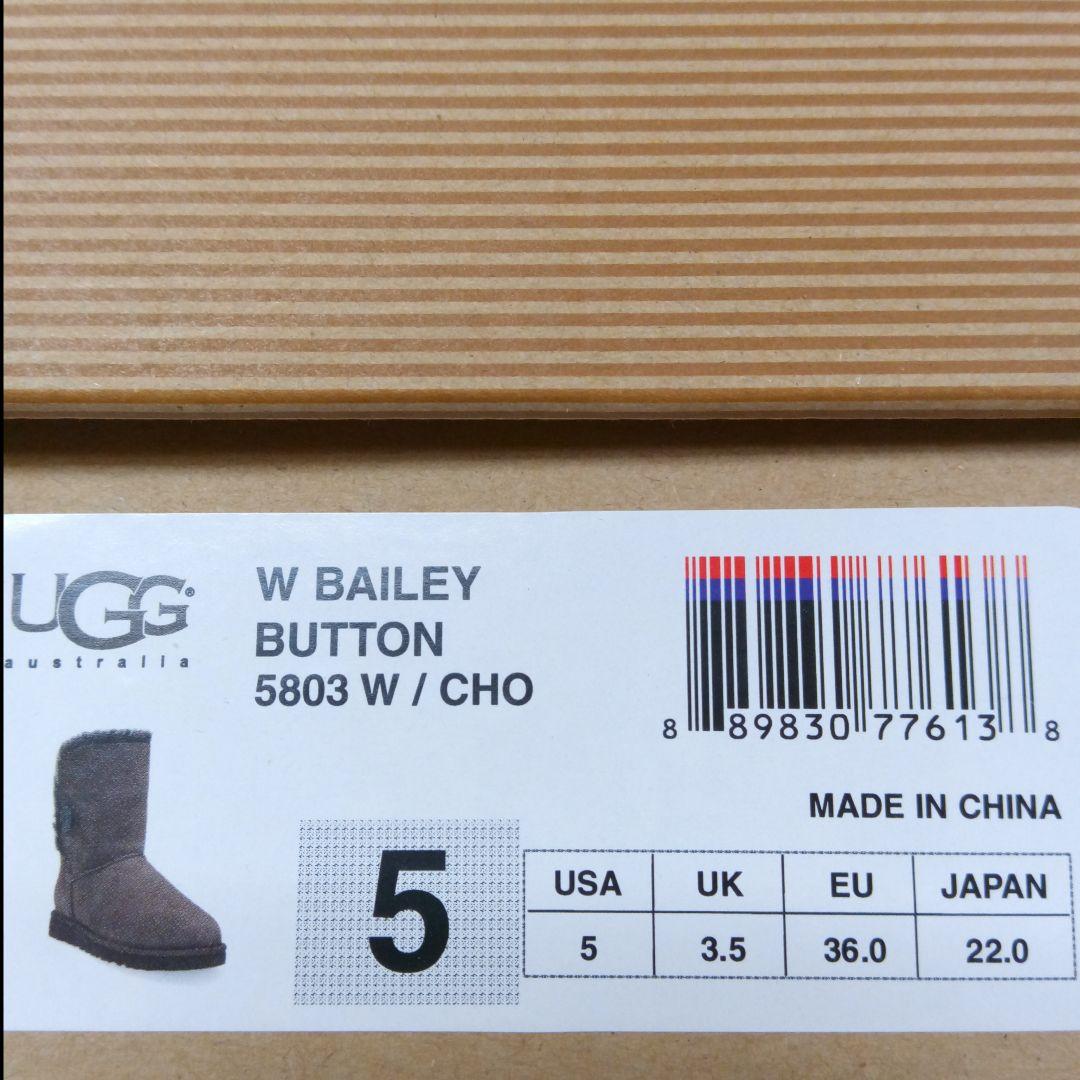 UGG®
australia
W BAILEY
BUTTON
5803 W / CHO
8 89830 77613 8
MADE IN CHINA
5
USA UK EU JAPAN
5 3.5 36.0 22.0